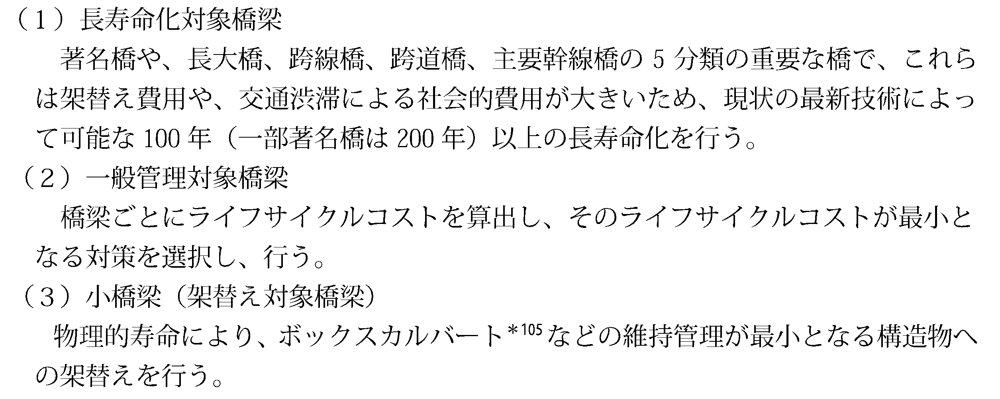 （１）長寿命化対象橋梁
著名橋や、長大橋、跨線橋、跨道橋、主要幹線橋の 5 分類の重要な橋で、これら
は架替え費用や、交通渋滞による社会的費用が大きいため、現状の最新技術によっ
て可能な 100 年（一部著名橋は 200 年）以上の長寿命化を行う。
（２）一般管理対象橋梁
橋梁ごとにライフサイクルコストを算出し、そのライフサイクルコストが最小と
なる対策を選択し、行う。
（３）小橋梁（架替え対象橋梁）
物理的寿命により、ボックスカルバート＊105 などの維持管理が最小となる構造物へ
の架替えを行う。